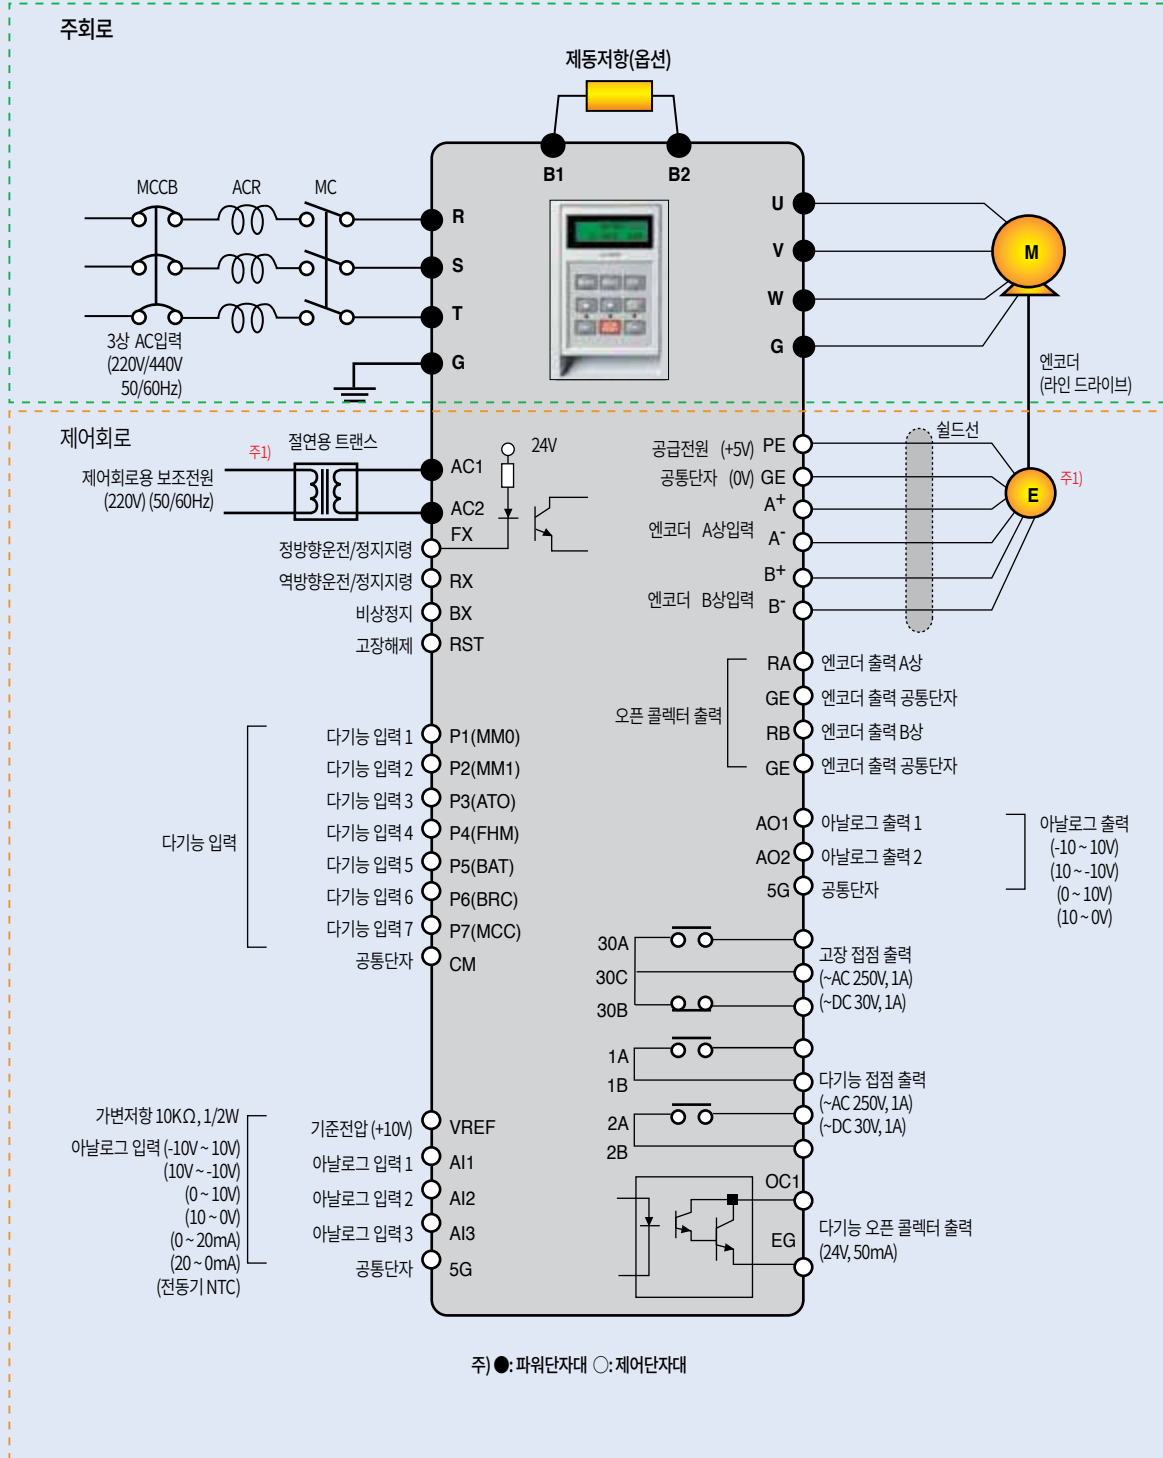 주회로
제동저항(옵션)
B1
B2
MCCB
ACR
MC
R
S
T
G
3상 AC입력
(220V/440V
50/60Hz)
U
V
W
G
M
엔코더
(라인 드라이브)
제어회로
주1)
절연용 트랜스
제어회로용 보조전원
(220V) (50/60Hz)
AC1
AC2
24V
정방향운전/정지지령
FX
역방향운전/정지지령
RX
비상정지
BX
고장해제
RST
공급전원 (+5V) PE
공통단자 (0V) GE
A+
엔코더 A상입력
A-
B+
엔코더 B상입력
B-
쉴드선
E
주1)
오픈 콜렉터 출력
RA 엔코더 출력 A상
GE 엔코더 출력 공통단자
RB 엔코더 출력 B상
GE 엔코더 출력 공통단자
다기능 입력
다기능 입력 1 P1(MM0)
다기능 입력 2 P2(MM1)
다기능 입력 3 P3(ATO)
다기능 입력 4 P4(FHM)
다기능 입력 5 P5(BAT)
다기능 입력 6 P6(BRC)
다기능 입력 7 P7(MCC)
공통단자 CM
AO1 아날로그 출력 1
AO2 아날로그 출력 2
5G 공통단자
아날로그 출력
(-10 ~ 10V)
(10 ~ -10V)
(0 ~ 10V)
(10 ~ 0V)
30A
30C
30B
고장 접점 출력
(~AC 250V, 1A)
(~DC 30V, 1A)
1A
1B
2A
2B
다기능 접점 출력
(~AC 250V, 1A)
(~DC 30V, 1A)
가변저항 10KΩ, 1/2W
아날로그 입력 (-10V ~ 10V)
(10V ~ -10V)
(0 ~ 10V)
(10 ~ 0V)
(0 ~ 20mA)
(20 ~ 0mA)
(전동기 NTC)
기준전압 (+10V) VREF
아날로그 입력 1 AI1
아날로그 입력 2 AI2
아날로그 입력 3 AI3
공통단자 5G
OC1
EG
다기능 오픈 콜렉터 출력
(24V, 50mA)
주) ●: 파워단자대 ○: 제어단자대